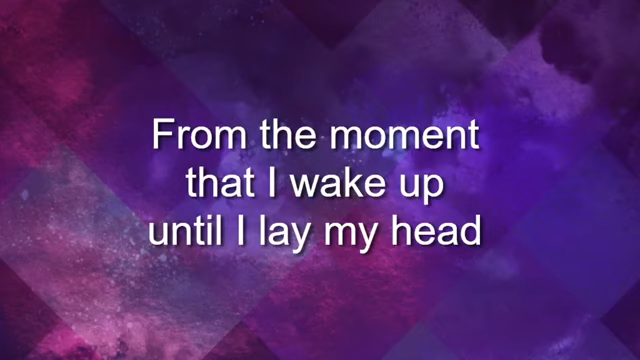 From the moment
that I wake up
until I lay my head